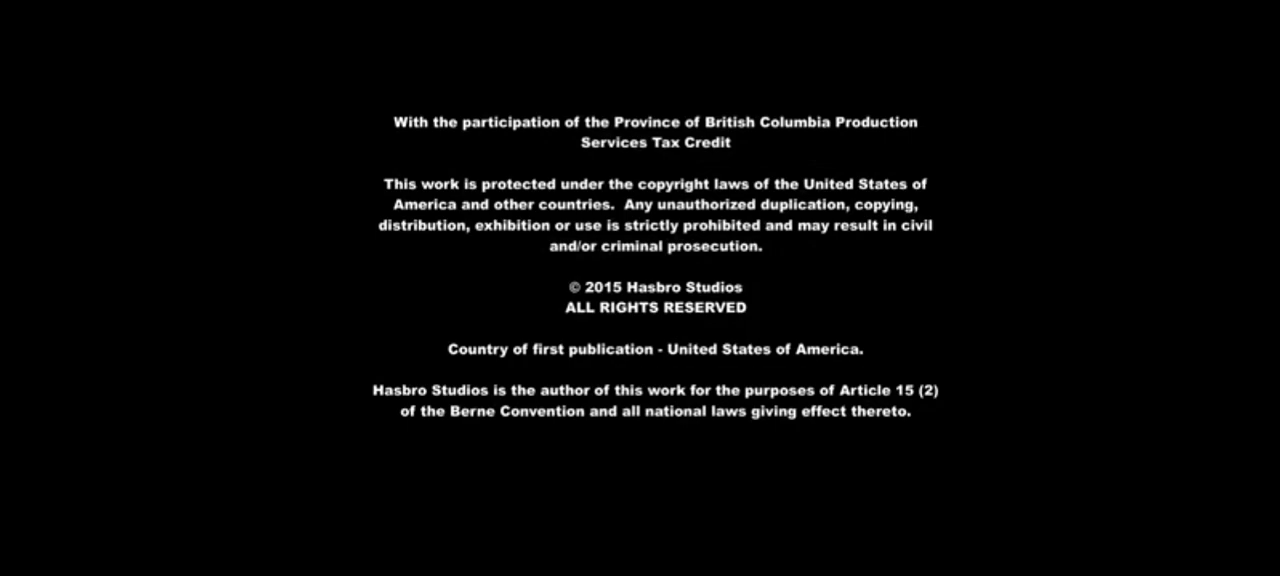 With the participation of the Province of British Columbia Production
Services Tax Credit
This work is protected under the copyright laws of the United States of
America and other countries.  Any unauthorized duplication, copying,
distribution, exhibition or use is strictly prohibited and may result in civil
and/or criminal prosecution.
© 2015 Hasbro Studios
ALL RIGHTS RESERVED
Country of first publication - United States of America.
Hasbro Studios is the author of this work for the purposes of Article 15 (2)
of the Berne Convention and all national laws giving effect thereto.